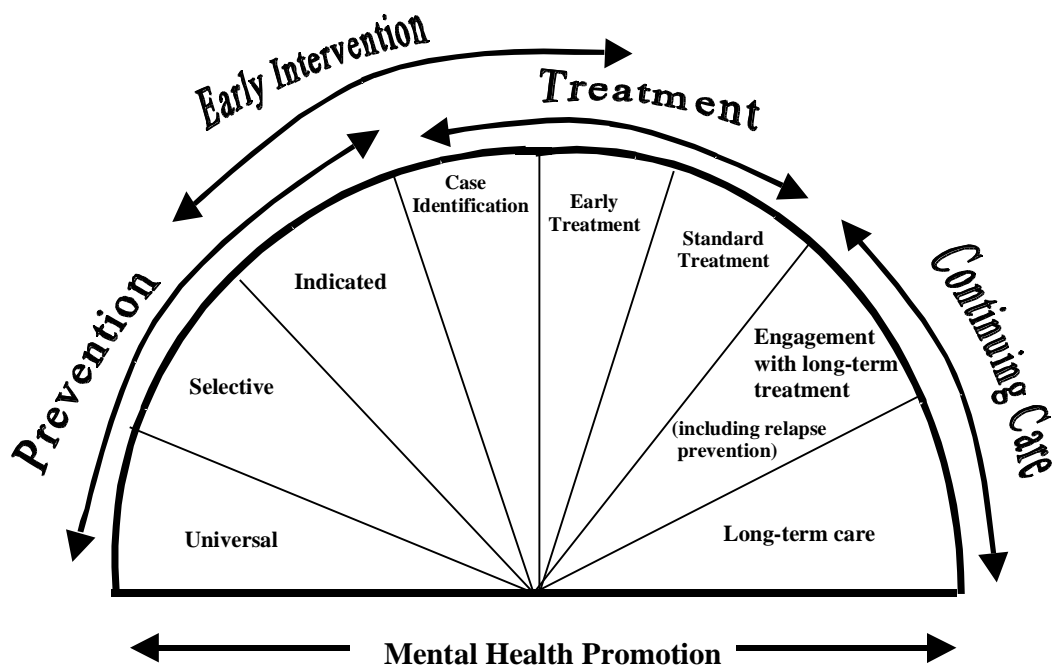 Early Intervention
Treatment
Prevention
Continuing Care
Case
Identification
Early
Treatment
Standard
Treatment
Indicated
Engagement
with long-term
treatment
(including relapse
prevention)
Selective
Universal
Long-term care
Mental Health Promotion